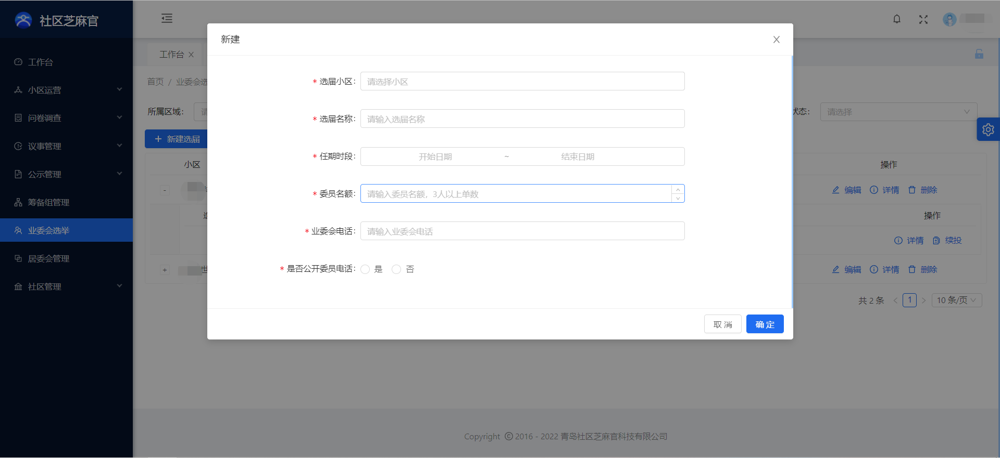 社区芝麻官
工作台
小区运营
问卷调查
议事管理
公示管理
筹备组管理
业委会选举
居委会管理
社区管理
工作台
首页 / 业委会选
所属区域：
状态：
请选择
+ 新建选届
小区
操作
-
编辑 详情 删除
操作
详情 续投
+
世
编辑 详情 删除
共 2 条
1
10 条/页
新建
* 选届小区：
请选择小区
* 选届名称：
请输入选届名称
* 任期时段：
开始日期 ~ 结束日期
* 委员名额：
请输入委员名额，3人以上单数
* 业委会电话：
请输入业委会电话
* 是否公开委员电话：
是 否
取 消
确 定
Copyright © 2016 - 2022 青岛社区芝麻官科技有限公司